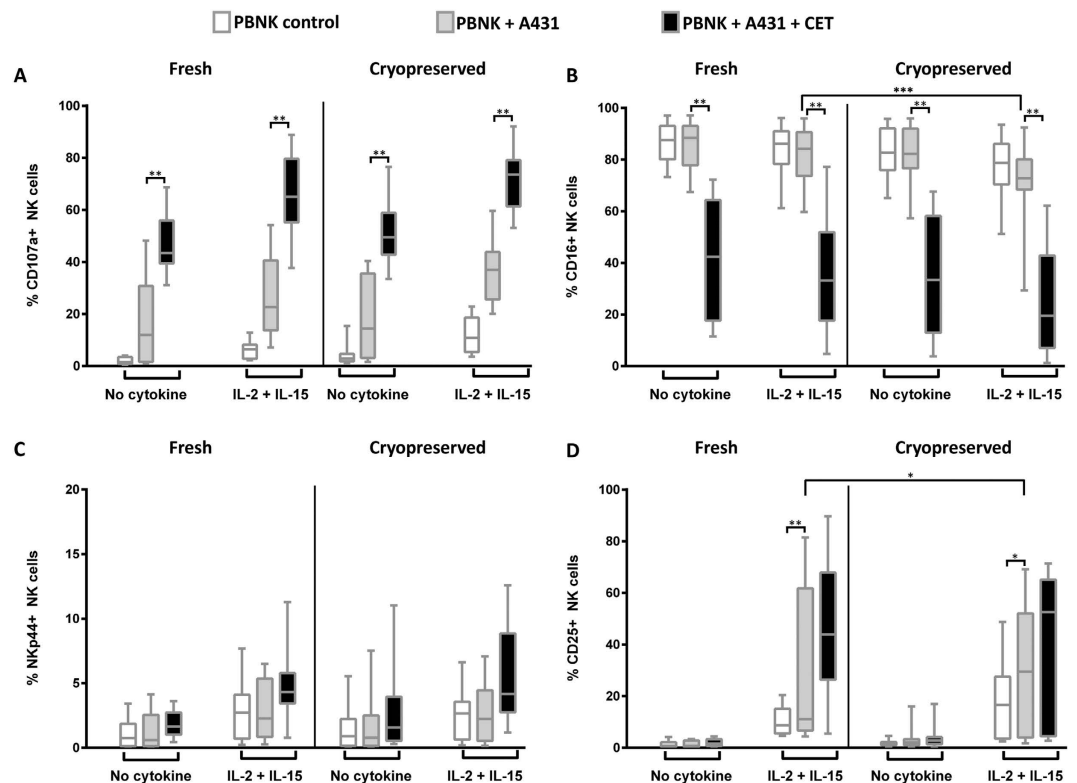 PBNK control PBNK + A431 PBNK + A431 + CET
A
Fresh Cryopreserved
% CD107a+ NK cells
100
80
60
40
20
0
** ** ** **
No cytokine IL-2 + IL-15 No cytokine IL-2 + IL-15
B
Fresh Cryopreserved
% CD16+ NK cells
100
80
60
40
20
0
***
** ** ** **
No cytokine IL-2 + IL-15 No cytokine IL-2 + IL-15
C
Fresh Cryopreserved
% NKp44+ NK cells
20
15
10
5
0
No cytokine IL-2 + IL-15 No cytokine IL-2 + IL-15
D
Fresh Cryopreserved
% CD25+ NK cells
100
80
60
40
20
0
*
** *
No cytokine IL-2 + IL-15 No cytokine IL-2 + IL-15